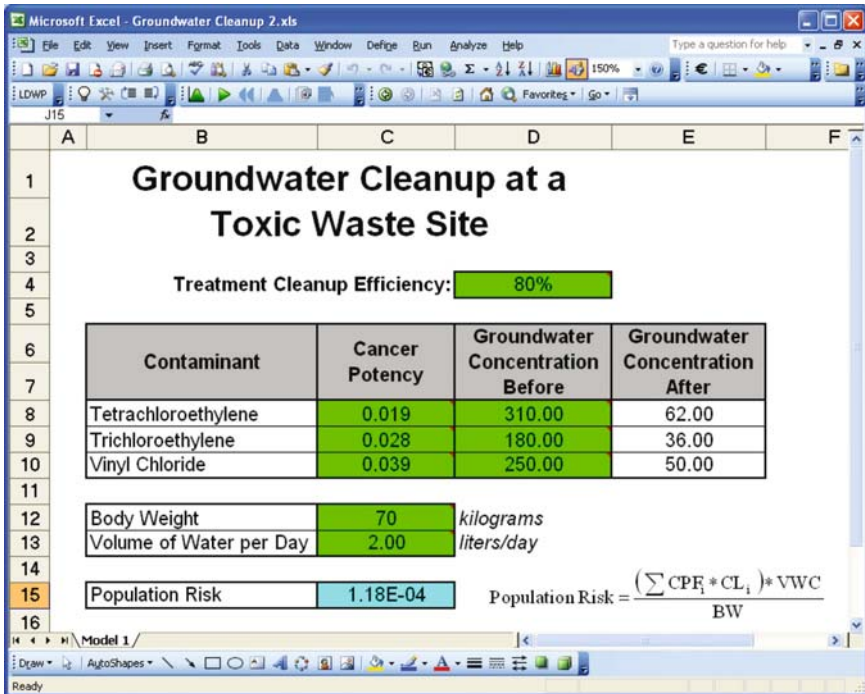 Microsoft Excel - Groundwater Cleanup 2.xls
File Edit View Insert Format Tools Data Window Define Run Analyze Help Type a question for help
150%
LDWP Favorites Go
J15 fx
A B C D E F
1 Groundwater Cleanup at a
2 Toxic Waste Site
3
4 Treatment Cleanup Efficiency: 80%
5
6 Contaminant Cancer Potency Groundwater Concentration Before Groundwater Concentration After
7
8 Tetrachloroethylene 0.019 310.00 62.00
9 Trichloroethylene 0.028 180.00 36.00
10 Vinyl Chloride 0.039 250.00 50.00
11
12 Body Weight 70 kilograms
13 Volume of Water per Day 2.00 liters/day
14
15 Population Risk 1.18E-04 Population Risk = (∑ CPFi * CLi) * VWC / BW
16
Model 1
Draw AutoShapes
Ready